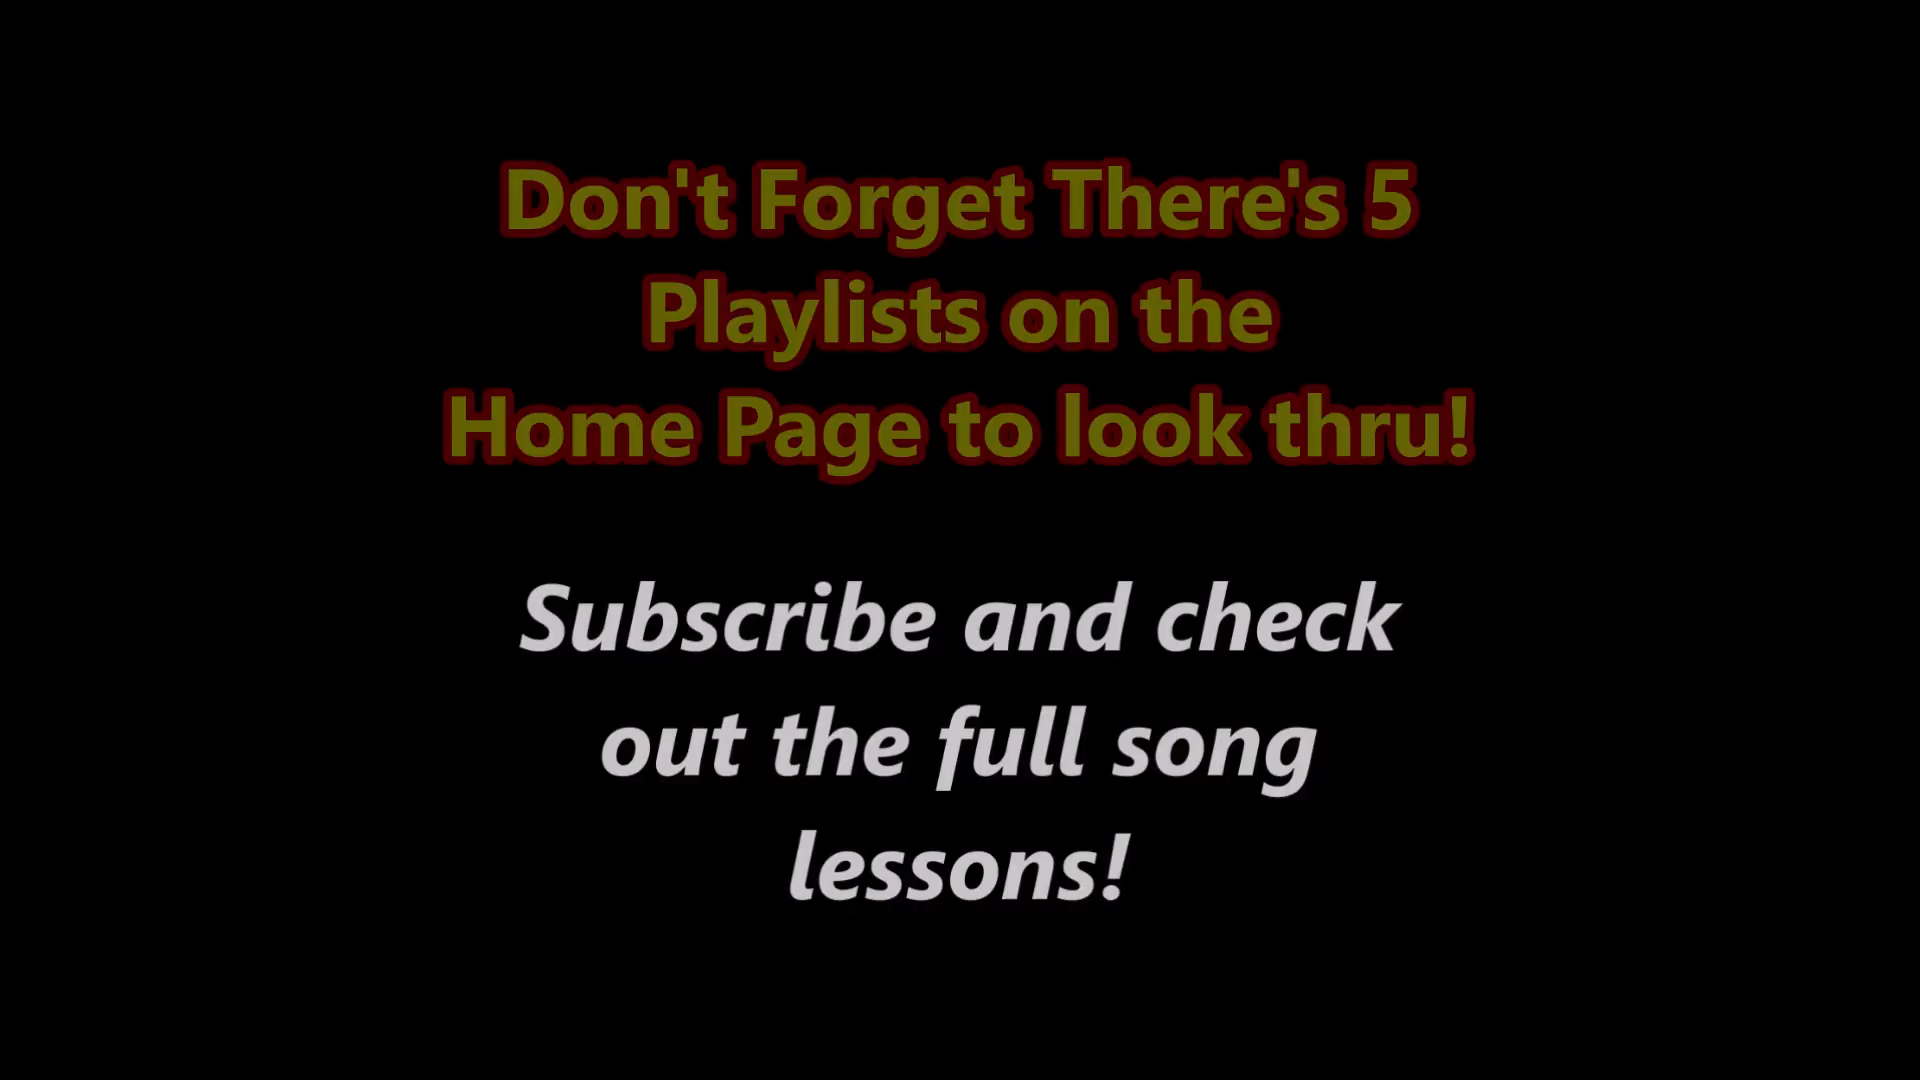 Don't Forget There's 5
Playlists on the
Home Page to look thru!
Subscribe and check
out the full song
lessons!